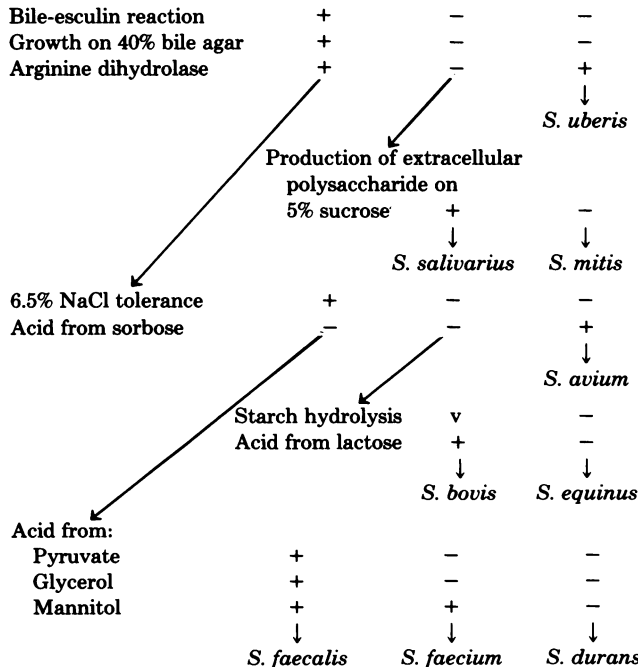 Bile-esculin reaction + − −
Growth on 40% bile agar + − −
Arginine dihydrolase + − +
S. uberis
Production of extracellular
polysaccharide on
5% sucrose + −
S. salivarius S. mitis
6.5% NaCl tolerance + − −
Acid from sorbose − − +
S. avium
Starch hydrolysis v −
Acid from lactose + −
S. bovis S. equinus
Acid from:
Pyruvate + − −
Glycerol + − −
Mannitol + + −
S. faecalis S. faecium S. durans